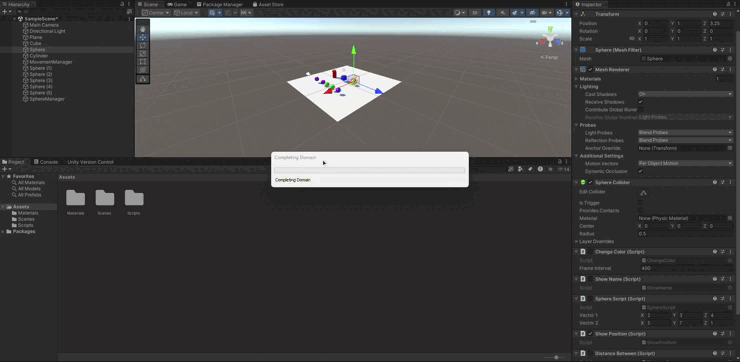 Hierarchy
Scene Game Package Manager Asset Store
Inspector
SampleScene*
Main Camera
Directional Light
Plane
Cube
Sphere
Cylinder
MovementManager
Sphere (1)
Sphere (2)
Sphere (3)
Sphere (4)
Sphere (5)
SphereManager
Center Local
Persp
Completing Domain
Completing Domain
Project Console Unity Version Control
Favorites
All Materials
All Models
All Prefabs
Assets
Materials
Scenes
Scripts
Packages
Assets
Materials Scenes Scripts
Transform
Position X 0 Y 1 Z 3.25
Rotation X 0 Y 0 Z 0
Scale X 1 Y 1 Z 1
Sphere (Mesh Filter)
Mesh Sphere
Mesh Renderer
Materials 1
Lighting
Cast Shadows On
Receive Shadows
Contribute Global Illumi
Light Probes
Probes
Light Probes Blend Probes
Reflection Probes Blend Probes
Anchor Override None (Transform)
Additional Settings
Motion Vectors Per Object Motion
Dynamic Occlusion
Sphere Collider
Edit Collider
Is Trigger
Provides Contacts
Material None (Physic Material)
Center X 0 Y 0 Z 0
Radius 0.5
Layer Overrides
Change Color (Script)
Script ChangeColor
Frame Interval 400
Show Name (Script)
Script ShowName
Sphere Script (Script)
Script SphereScript
Vector 1 X 2 Y 3 Z 4
Vector 2 X 5 Y 7 Z 1
Show Position (Script)
Script ShowPosition
Distance Between (Script)